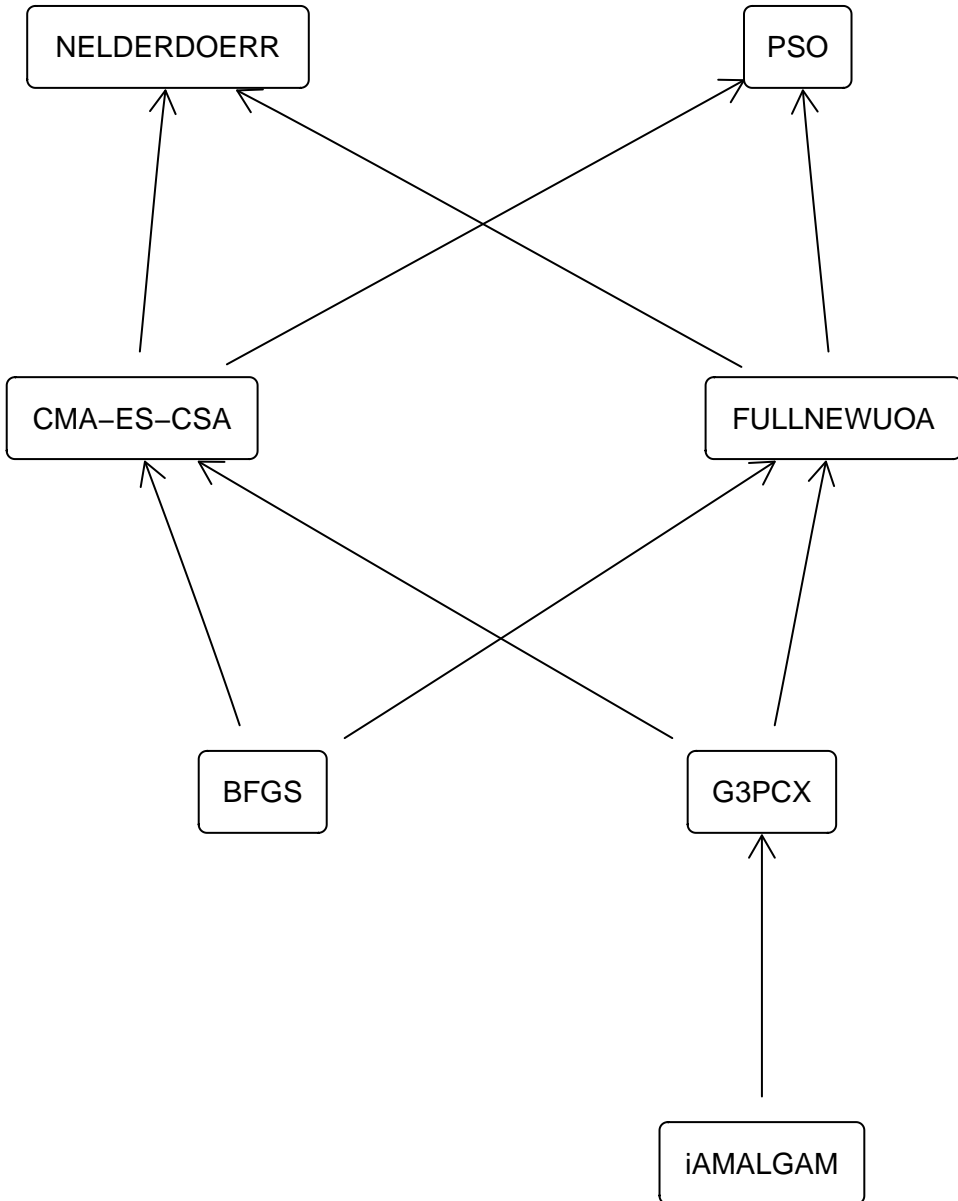 NELDERDOERR
PSO
CMA−ES−CSA
FULLNEWUOA
BFGS
G3PCX
iAMALGAM